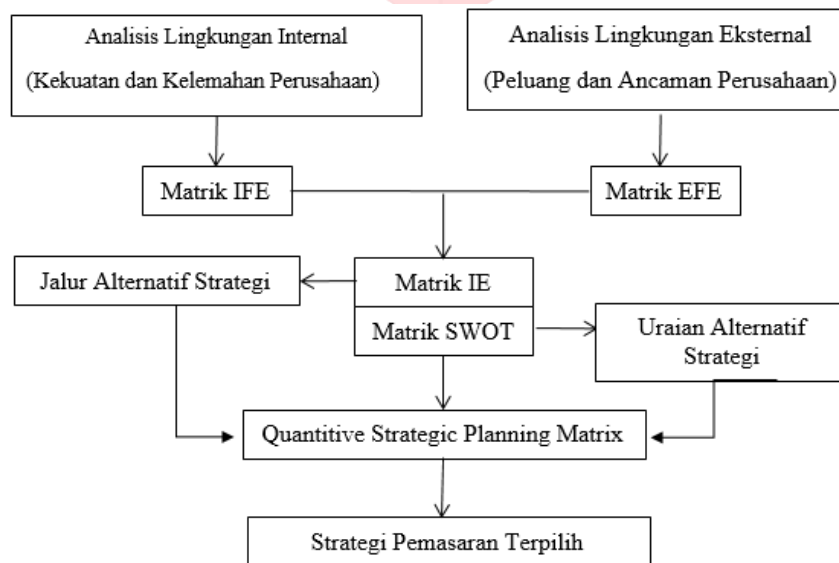 Analisis Lingkungan Internal
(Kekuatan dan Kelemahan Perusahaan)
Analisis Lingkungan Eksternal
(Peluang dan Ancaman Perusahaan)
Matrik IFE
Matrik EFE
Jalur Alternatif Strategi
Matrik IE
Matrik SWOT
Uraian Alternatif
Strategi
Quantitive Strategic Planning Matrix
Strategi Pemasaran Terpilih